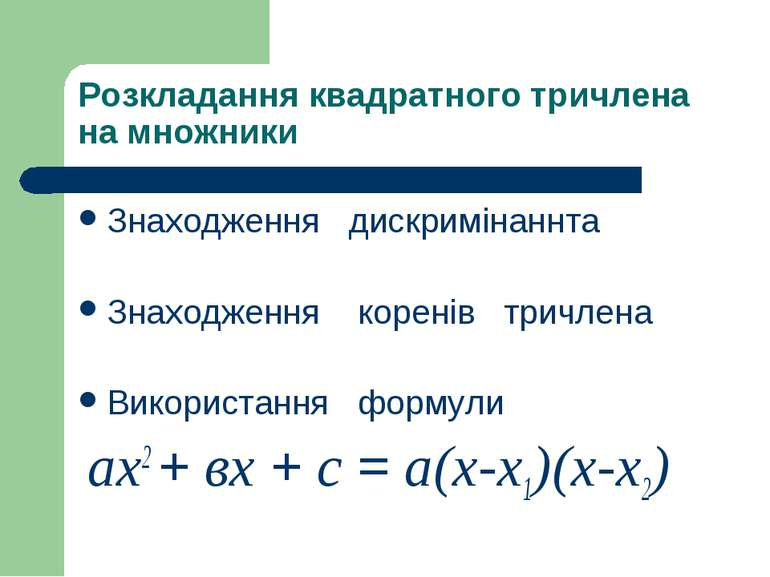 Розкладання квадратного тричлена
на множники
Знаходження дискримінаннта
Знаходження коренів тричлена
Використання формули
ах² + вх + с = а(х-х₁)(х-х₂)